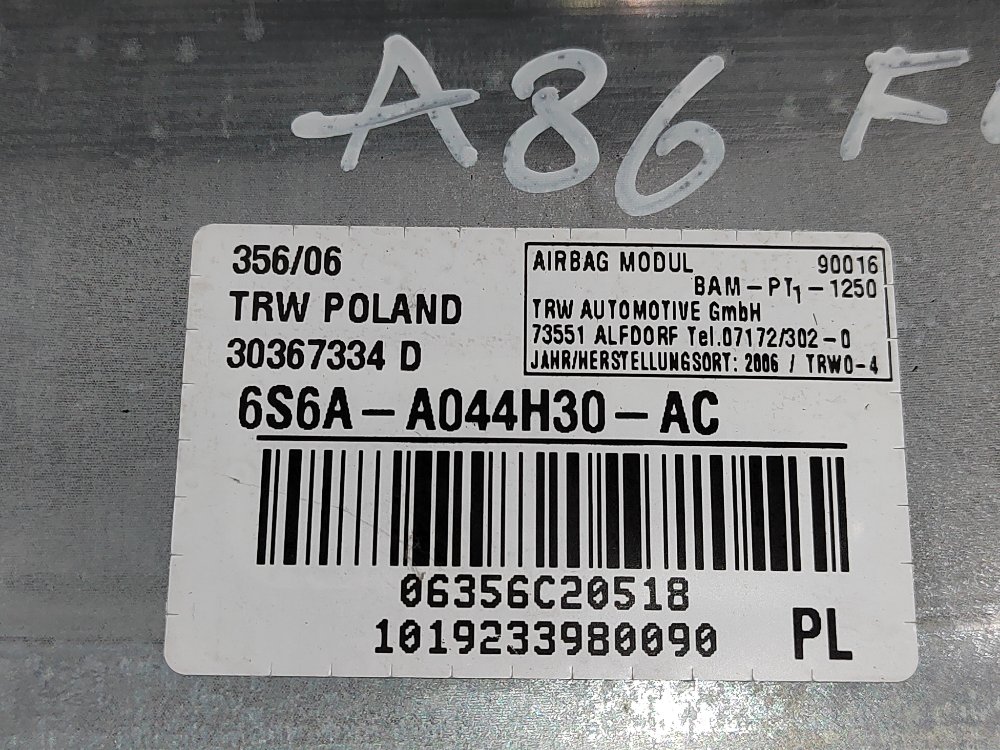 A86 F
356/06
TRW POLAND
30367334 D
AIRBAG MODUL 90016
BAM-PT1-1250
TRW AUTOMOTIVE GmbH
73551 ALFDORF Tel.07172/302-0
JAHR/HERSTELLUNGSORT: 2006 / TRW0-4
6S6A-A044H30-AC
06356C20518
1019233980090
PL